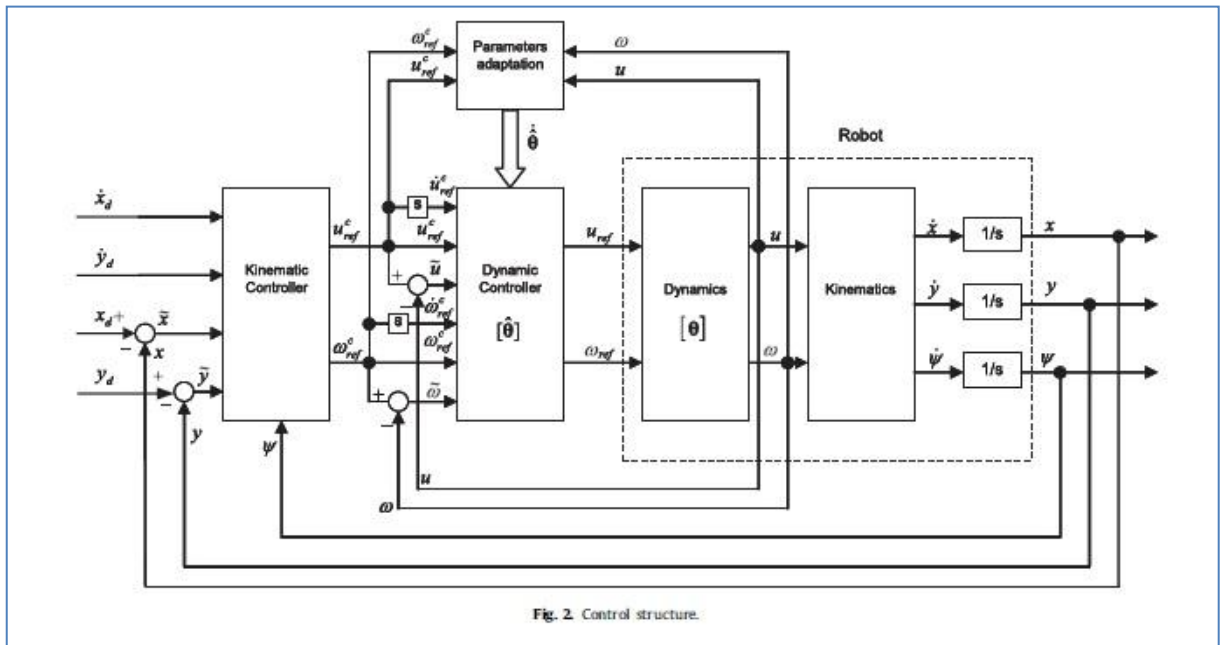 ω^c_ref
Parameters
adaptation
ω
u^c_ref
u
θ̂̇
Robot
ẋ_d
u̇^c_ref
s
u^c_ref
u^c_ref
u_ref
u
ẋ
1/s
x
ẏ_d
Kinematic
Controller
+
ũ
−
Dynamic
Controller
Dynamics
Kinematics
ẏ
1/s
y
x_d
+
x̃
−
x
ω̇^c_ref
s
[θ̂]
[θ]
ω^c_ref
ω^c_ref
ω_ref
ω
ψ̇
1/s
ψ
y_d
+
ỹ
−
+
ω̃
−
y
ψ
u
ω
Fig. 2. Control structure.